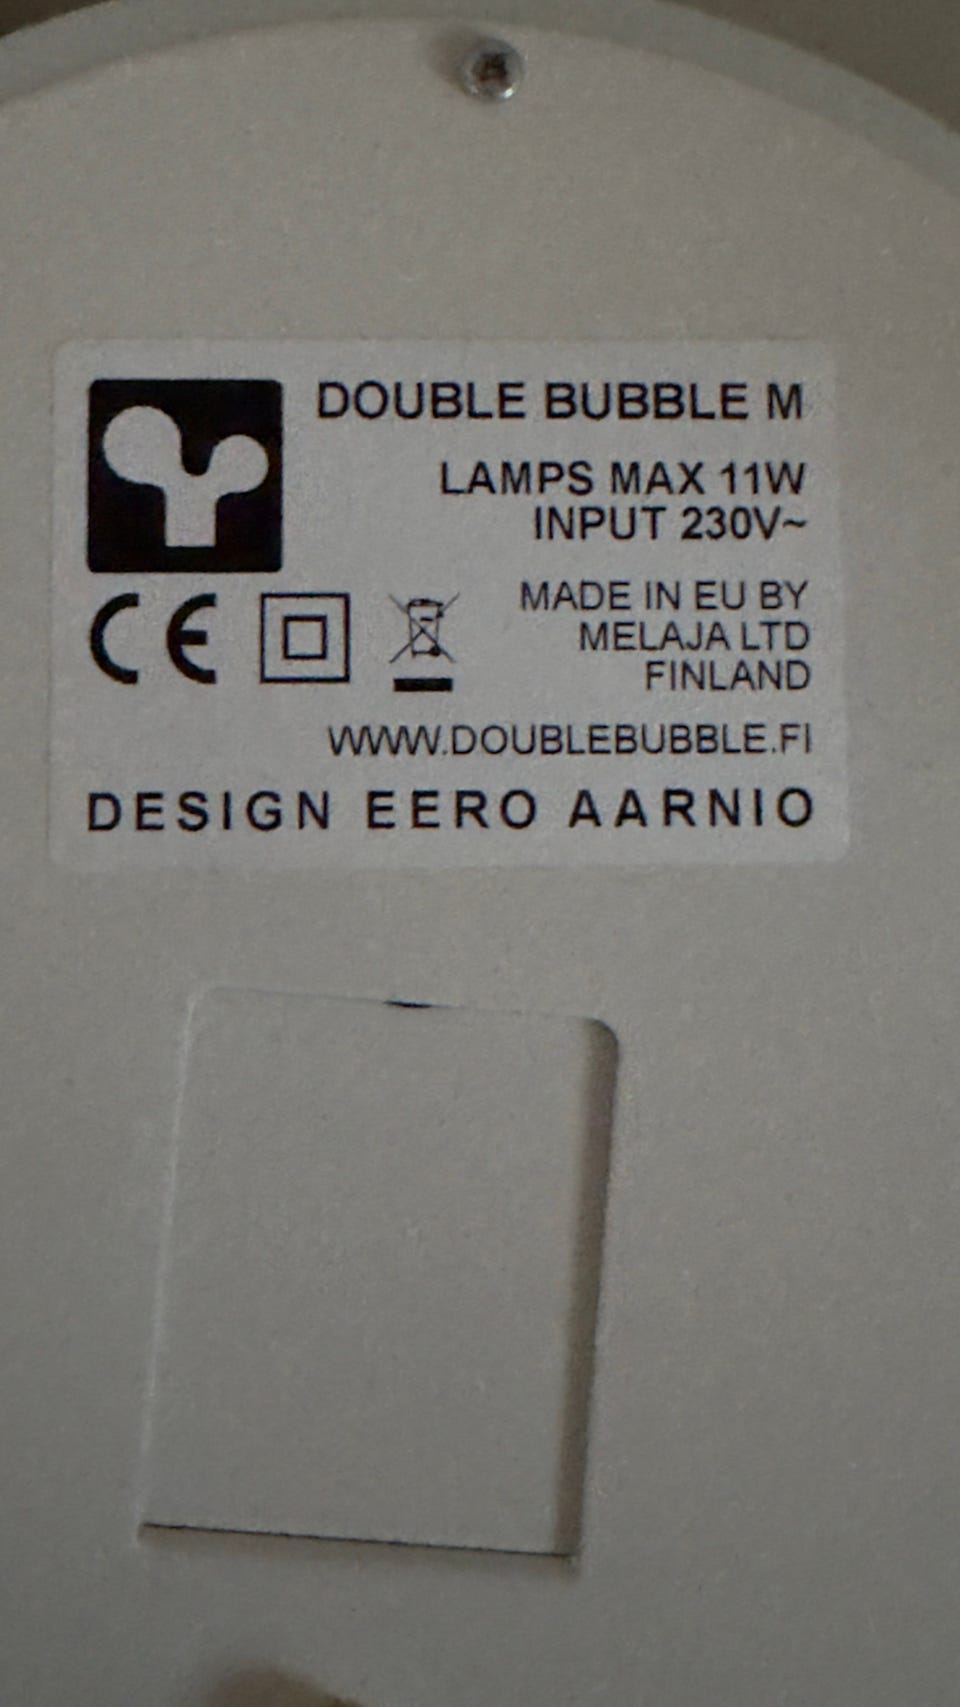 DOUBLE BUBBLE M
LAMPS MAX 11W
INPUT 230V~
CE
MADE IN EU BY
MELAJA LTD
FINLAND
WWW.DOUBLEBUBBLE.FI
DESIGN EERO AARNIO